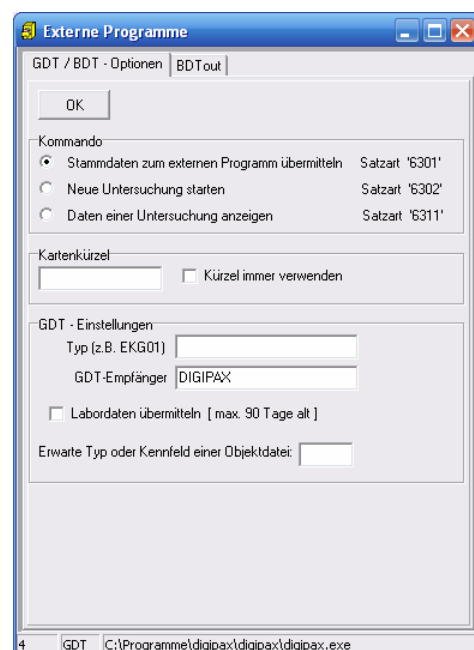 Externe Programme
GDT / BDT - Optionen BDTout
OK
Kommando
Stammdaten zum externen Programm übermitteln Satzart '6301'
Neue Untersuchung starten Satzart '6302'
Daten einer Untersuchung anzeigen Satzart '6311'
Kartenkürzel
Kürzel immer verwenden
GDT - Einstellungen
Typ (z.B. EKG01)
GDT-Empfänger DIGIPAX
Labordaten übermitteln [ max. 90 Tage alt ]
Erwarte Typ oder Kennfeld einer Objektdatei:
4 GDT C:\Programme\digipax\digipax\digipax.exe